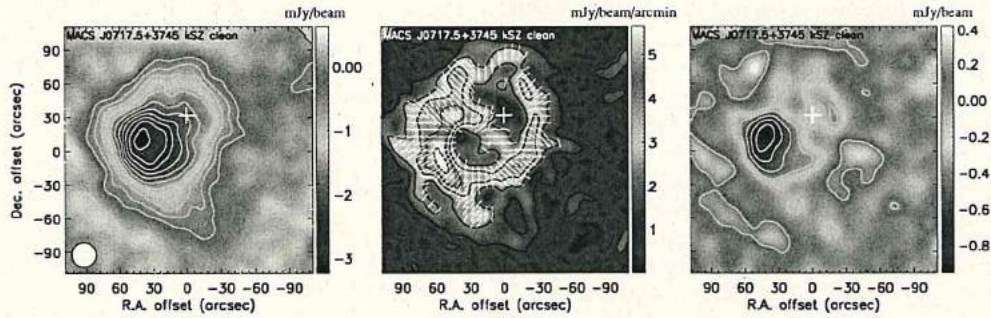 mJy/beam
MACS J0717.5+3745 kSZ clean
90
60
30
0
-30
-60
-90
Dec. offset (arcsec)
90 60 30 0 -30 -60 -90
R.A. offset (arcsec)
0.00
-1
-2
-3
mJy/beam/arcmin
MACS J0717.5+3745 kSZ clean
90 60 30 0 -30 -60 -90
R.A. offset (arcsec)
5
4
3
2
1
mJy/beam
MACS J0717.5+3745 kSZ clean
90 60 30 0 -30 -60 -90
R.A. offset (arcsec)
0.4
0.2
0.00
-0.2
-0.4
-0.6
-0.8